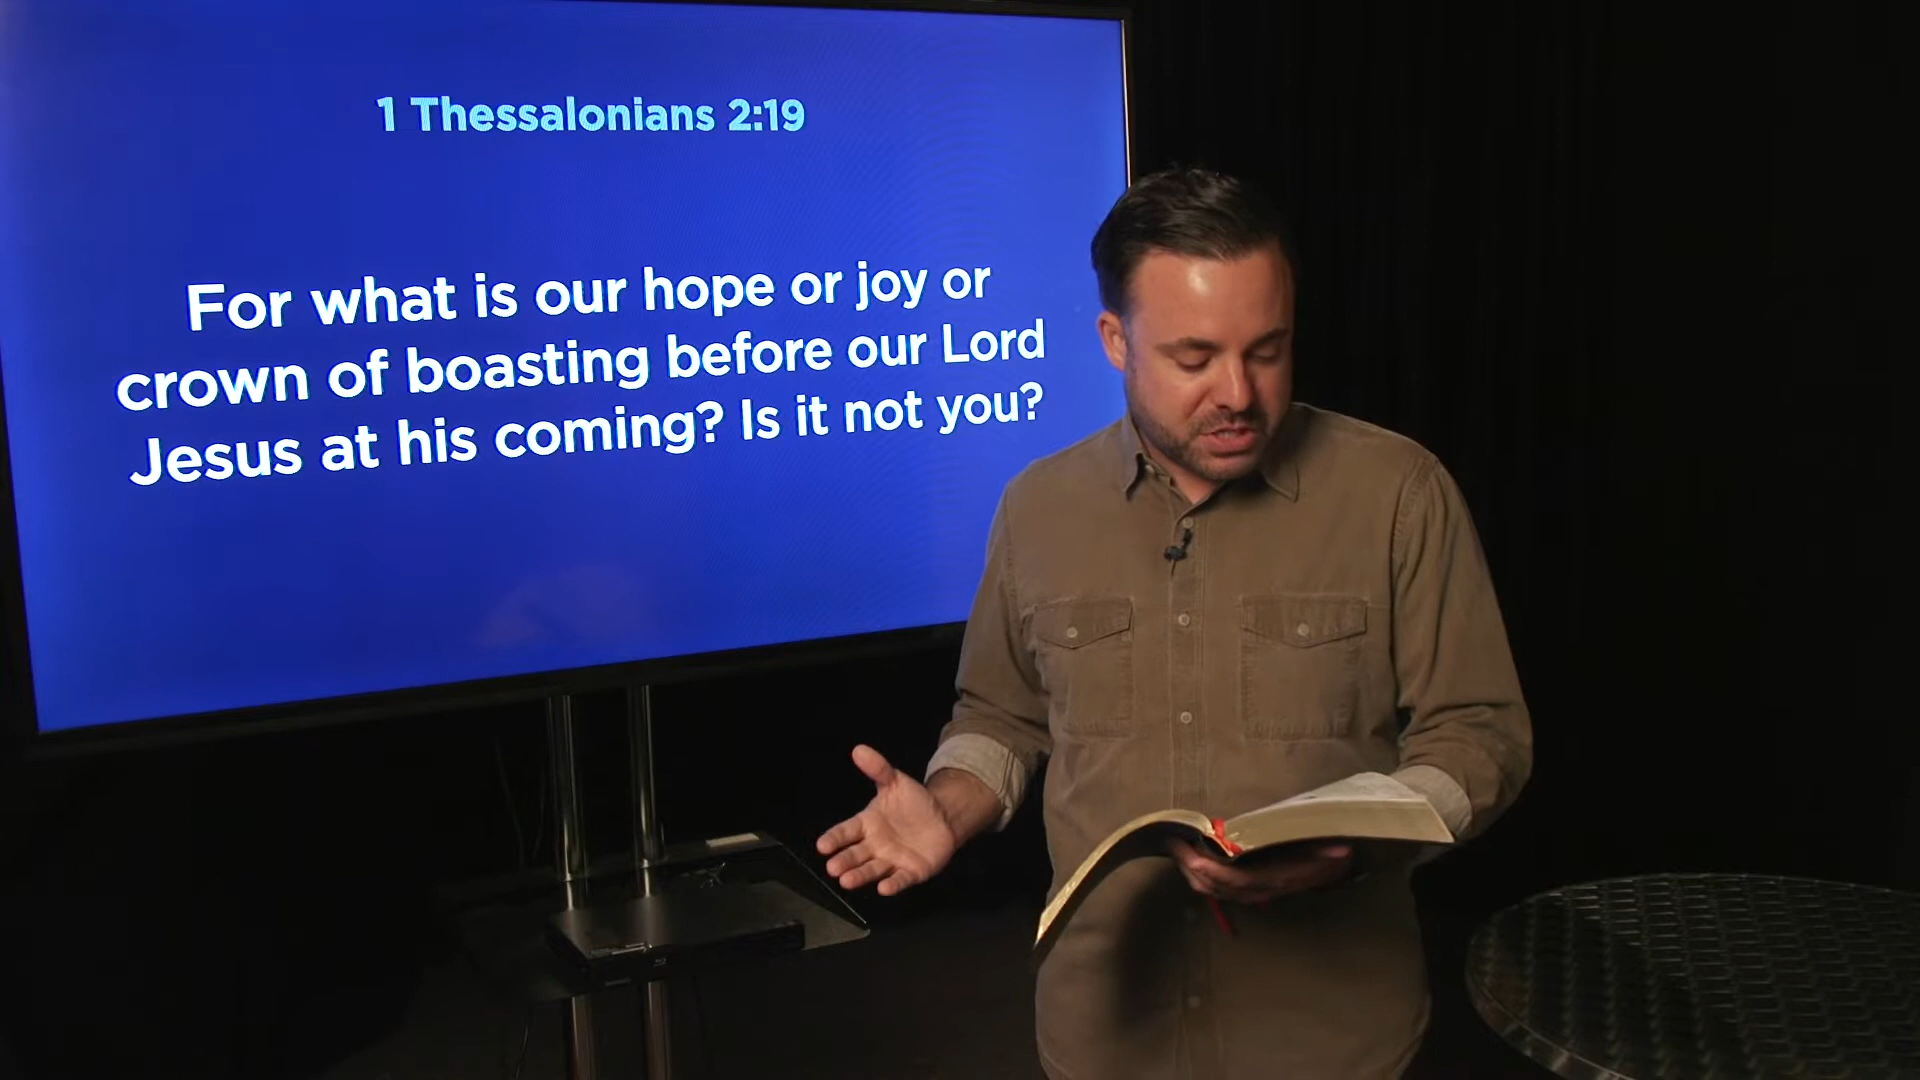 1 Thessalonians 2:19
For what is our hope or joy or
crown of boasting before our Lord
Jesus at his coming? Is it not you?